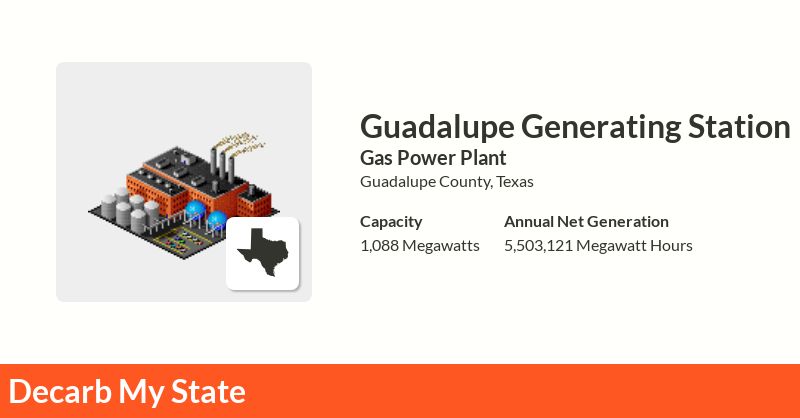 Guadalupe Generating Station
Gas Power Plant
Guadalupe County, Texas
Capacity
1,088 Megawatts
Annual Net Generation
5,503,121 Megawatt Hours
Decarb My State